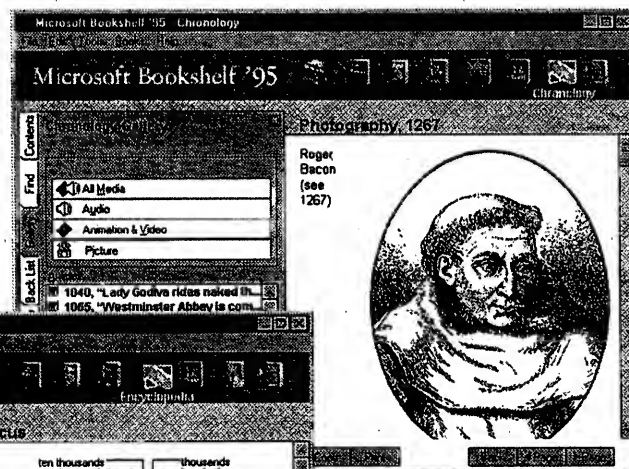 Microsoft Bookshelf '95 - Chronology
Microsoft Bookshelf '95
Chronology
Contents
Find
Back List
All Media
Audio
Animation & Video
Picture
1040, "Lady Godiva rides naked th...
1065, "Westminster Abbey is com...
Photography, 1267
Roger
Bacon
(see
1267)
Encyclopedia
ten thousands
thousands